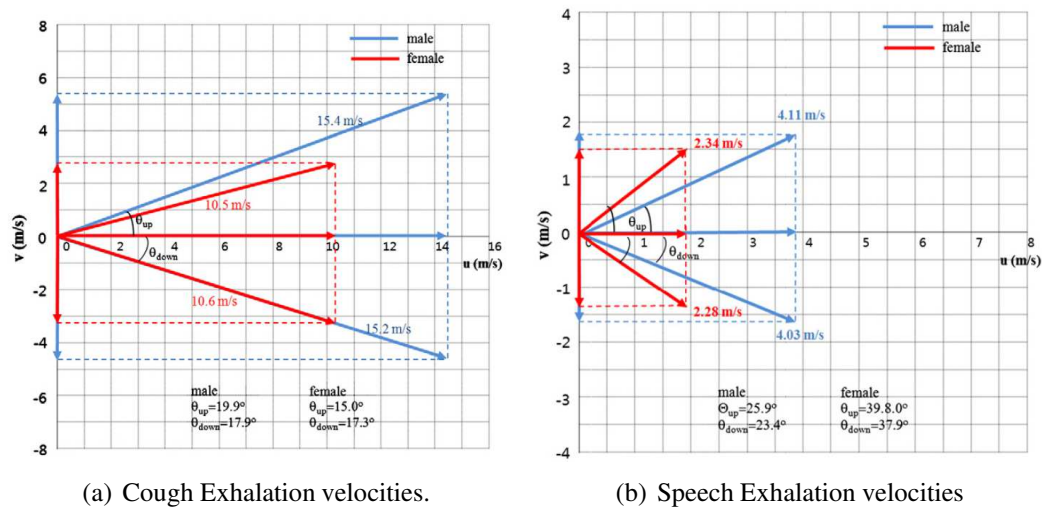 8
6
4
2
0
-2
-4
-6
-8
v (m/s)
male
female
15.4 m/s
10.5 m/s
θup
θdown
0 2 4 6 8 10 12 14 16
u (m/s)
10.6 m/s
15.2 m/s
male female
θup=19.9° θup=15.0°
θdown=17.9° θdown=17.3°
(a) Cough Exhalation velocities.
4
3
2
1
0
-1
-2
-3
-4
v (m/s)
male
female
4.11 m/s
2.34 m/s
θup
θdown
0 1 2 3 4 5 6 7 8
u (m/s)
2.28 m/s
4.03 m/s
male female
Θup=25.9° θup=39.8.0°
θdown=23.4° θdown=37.9°
(b) Speech Exhalation velocities